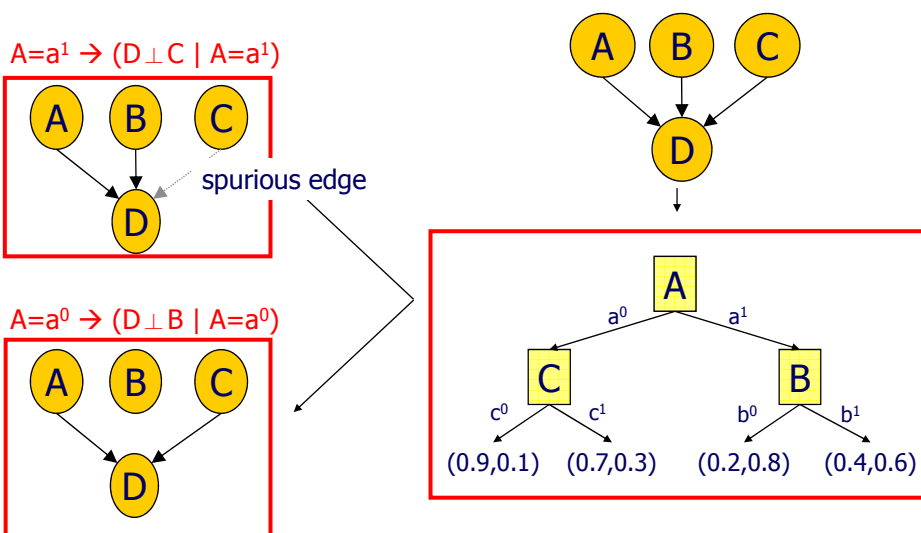 A=a¹ → (D ⊥ C | A=a¹)
A B C
spurious edge
D
A=a⁰ → (D ⊥ B | A=a⁰)
A B C
D
A B C
D
A
a⁰ a¹
C B
c⁰ c¹ b⁰ b¹
(0.9,0.1) (0.7,0.3) (0.2,0.8) (0.4,0.6)